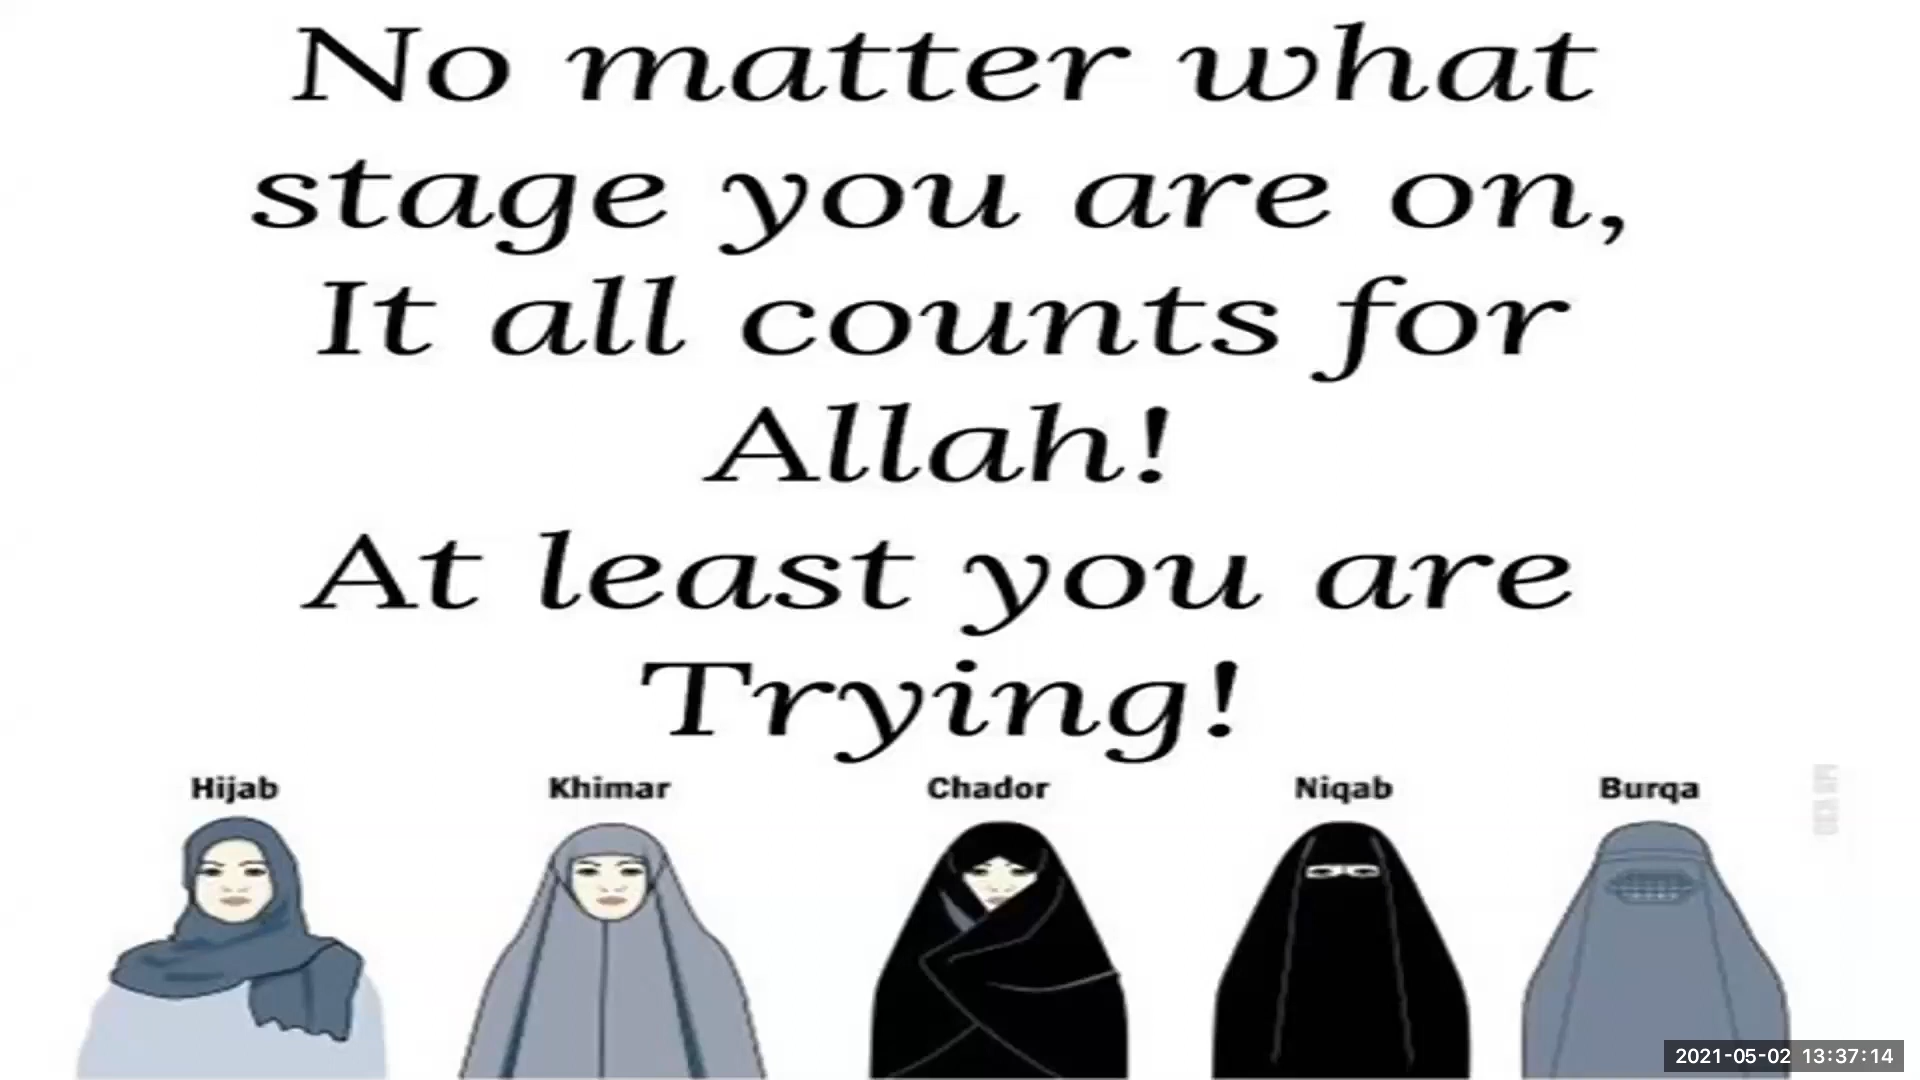 No matter what
stage you are on,
It all counts for
Allah!
At least you are
Trying!
Hijab Khimar Chador Niqab Burqa
2021-05-02 13:37:14